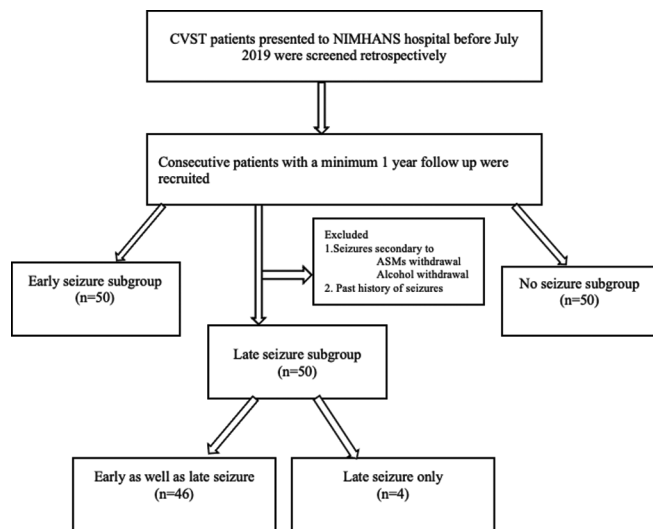 CVST patients presented to NIMHANS hospital before July
2019 were screened retrospectively
Consecutive patients with a minimum 1 year follow up were
recruited
Excluded
1.Seizures secondary to
ASMs withdrawal
Alcohol withdrawal
2. Past history of seizures
Early seizure subgroup
(n=50)
No seizure subgroup
(n=50)
Late seizure subgroup
(n=50)
Early as well as late seizure
(n=46)
Late seizure only
(n=4)